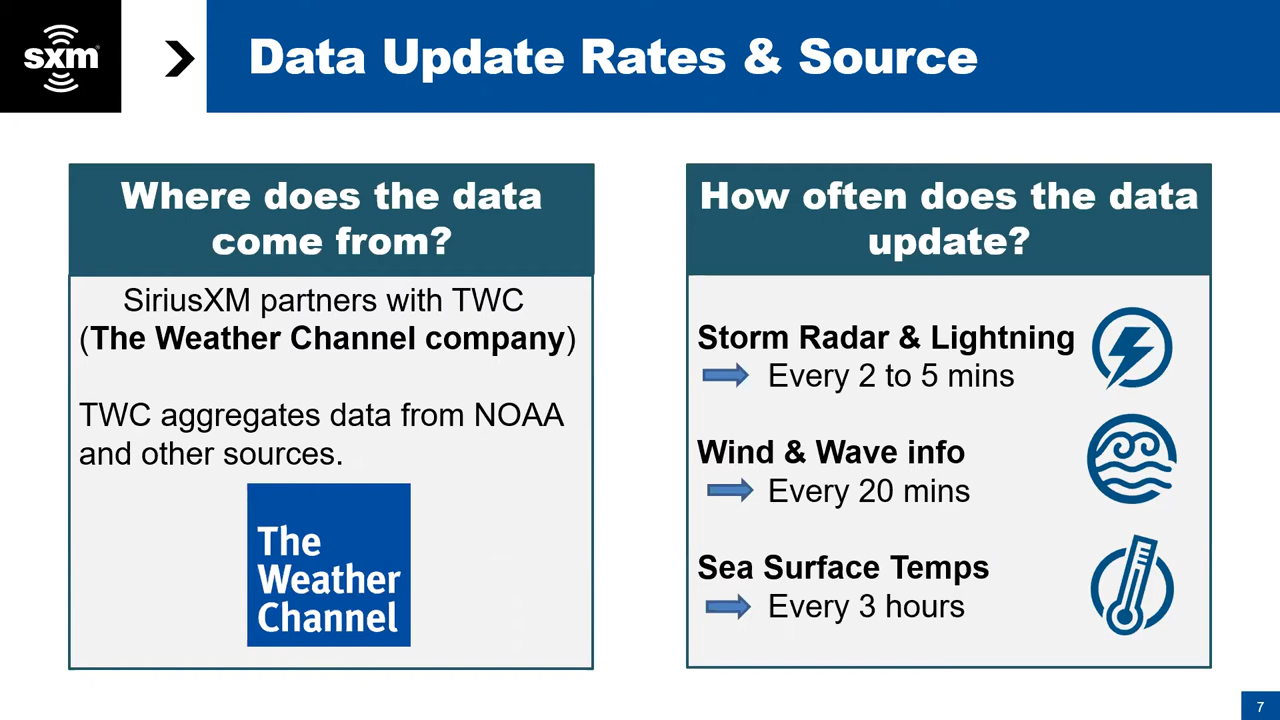 sxm
Data Update Rates & Source
Where does the data
come from?
SiriusXM partners with TWC
(The Weather Channel company)
TWC aggregates data from NOAA
and other sources.
The
Weather
Channel
How often does the data
update?
Storm Radar & Lightning
Every 2 to 5 mins
Wind & Wave info
Every 20 mins
Sea Surface Temps
Every 3 hours
7